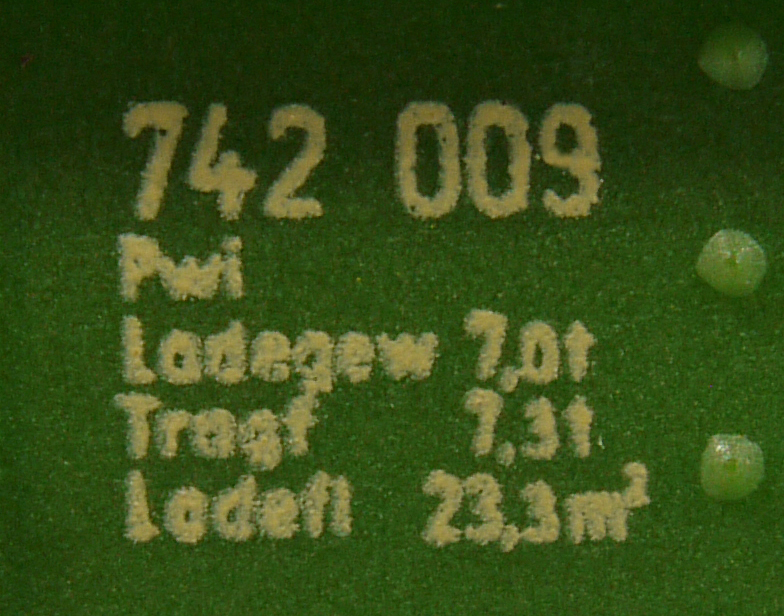 742 009
Pwi
Ladegew 7,0t
Tragf 7,3t
Ladefl 23,3m²